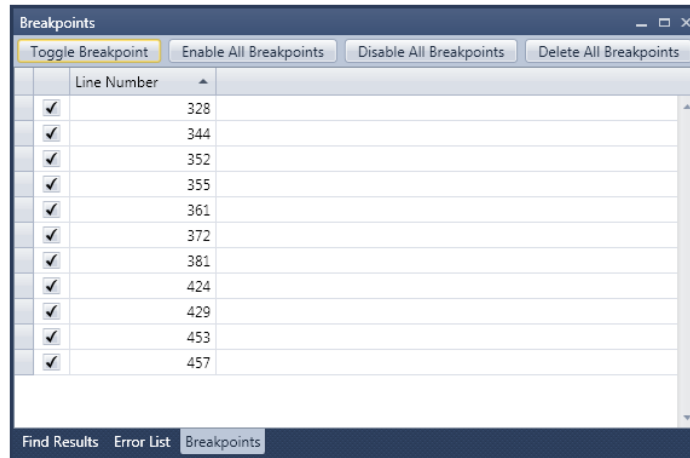 Breakpoints
Toggle Breakpoint Enable All Breakpoints Disable All Breakpoints Delete All Breakpoints
Line Number
328
344
352
355
361
372
381
424
429
453
457
Find Results Error List Breakpoints